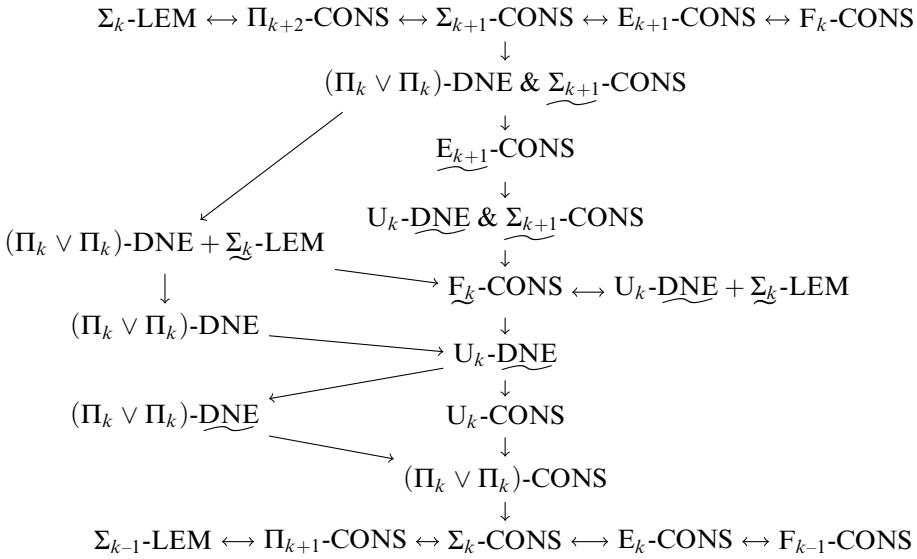 Σ_k-LEM ↔ Π_{k+2}-CONS ↔ Σ_{k+1}-CONS ↔ E_{k+1}-CONS ↔ F_k-CONS
(Π_k ∨ Π_k)-DNE & Σ_{k+1}-CONS
E_{k+1}-CONS
U_k-DNE & Σ_{k+1}-CONS
(Π_k ∨ Π_k)-DNE + Σ_k-LEM
F_k-CONS ↔ U_k-DNE + Σ_k-LEM
(Π_k ∨ Π_k)-DNE
U_k-DNE
(Π_k ∨ Π_k)-DNE U_k-CONS
(Π_k ∨ Π_k)-CONS
Σ_{k−1}-LEM ↔ Π_{k+1}-CONS ↔ Σ_k-CONS ↔ E_k-CONS ↔ F_{k−1}-CONS